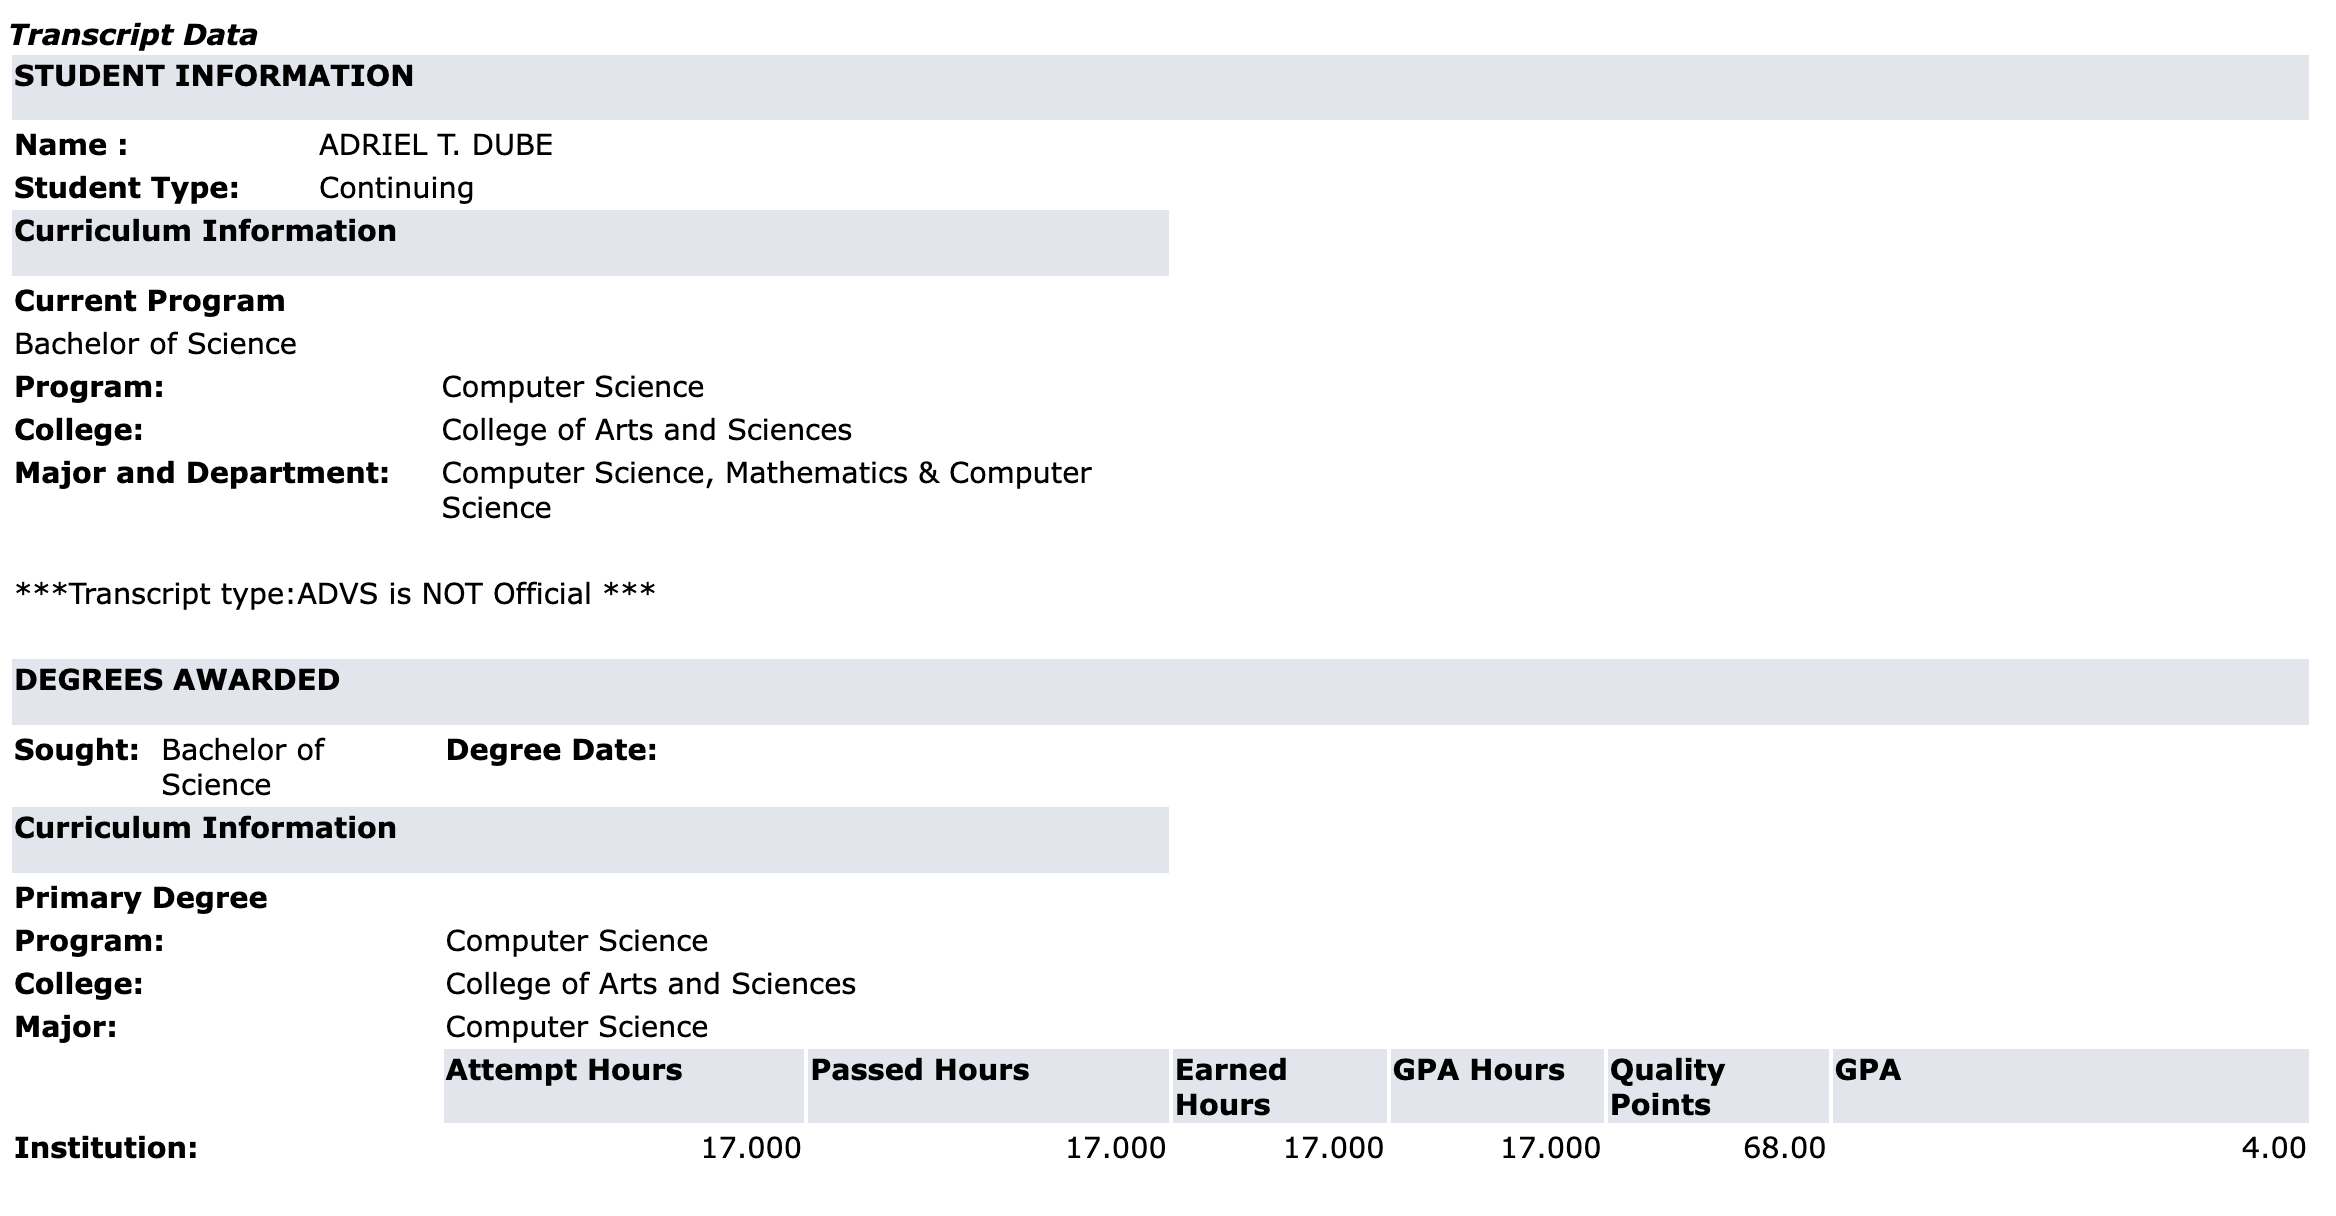 Transcript Data
STUDENT INFORMATION
Name : ADRIEL T. DUBE
Student Type: Continuing
Curriculum Information
Current Program
Bachelor of Science
Program: Computer Science
College: College of Arts and Sciences
Major and Department: Computer Science, Mathematics & Computer
Science
***Transcript type:ADVS is NOT Official ***
DEGREES AWARDED
Sought: Bachelor of Degree Date:
Science
Curriculum Information
Primary Degree
Program: Computer Science
College: College of Arts and Sciences
Major: Computer Science
Attempt Hours Passed Hours Earned GPA Hours Quality GPA
Hours Points
Institution: 17.000 17.000 17.000 17.000 68.00 4.00